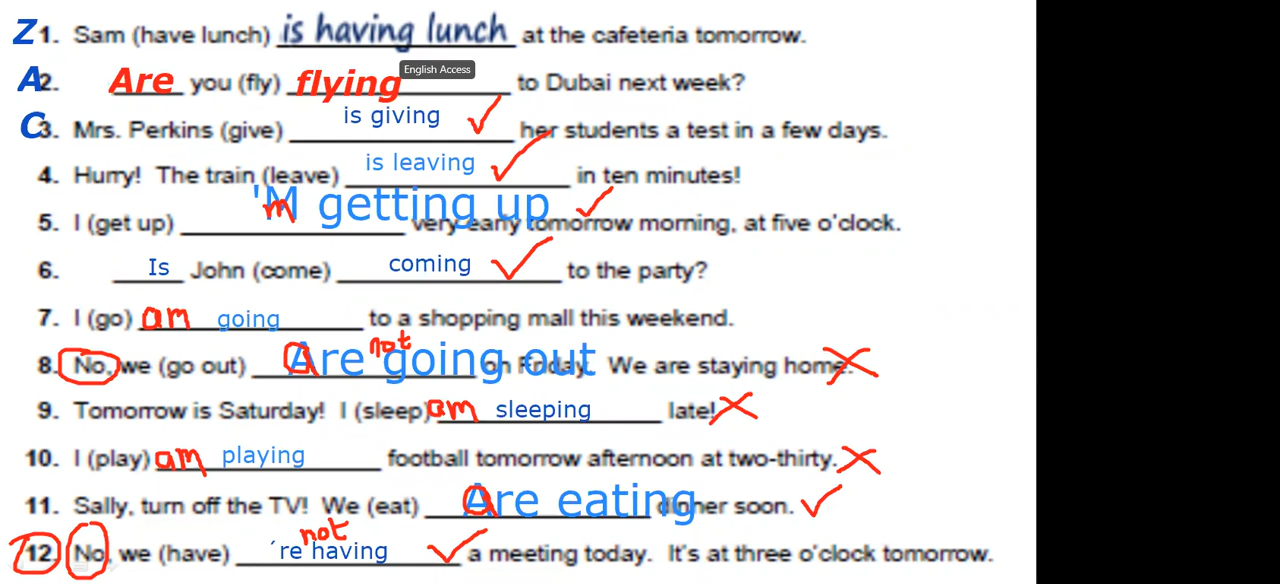 Z 1. Sam (have lunch) is having lunch at the cafeteria tomorrow.
English Access
A 2. Are you (fly) flying to Dubai next week?
C 3. Mrs. Perkins (give) is giving her students a test in a few days.
4. Hurry! The train (leave) is leaving in ten minutes!
5. I (get up) 'M m getting up very early tomorrow morning, at five o'clock.
6. Is John (come) coming to the party?
7. I (go) am going to a shopping mall this weekend.
8. No, we (go out) Are not going out on Friday. We are staying home.
9. Tomorrow is Saturday! I (sleep) am sleeping late!
10. I (play) am playing football tomorrow afternoon at two-thirty.
11. Sally, turn off the TV! We (eat) Are eating dinner soon.
12. No, we (have) ´re not having a meeting today. It's at three o'clock tomorrow.